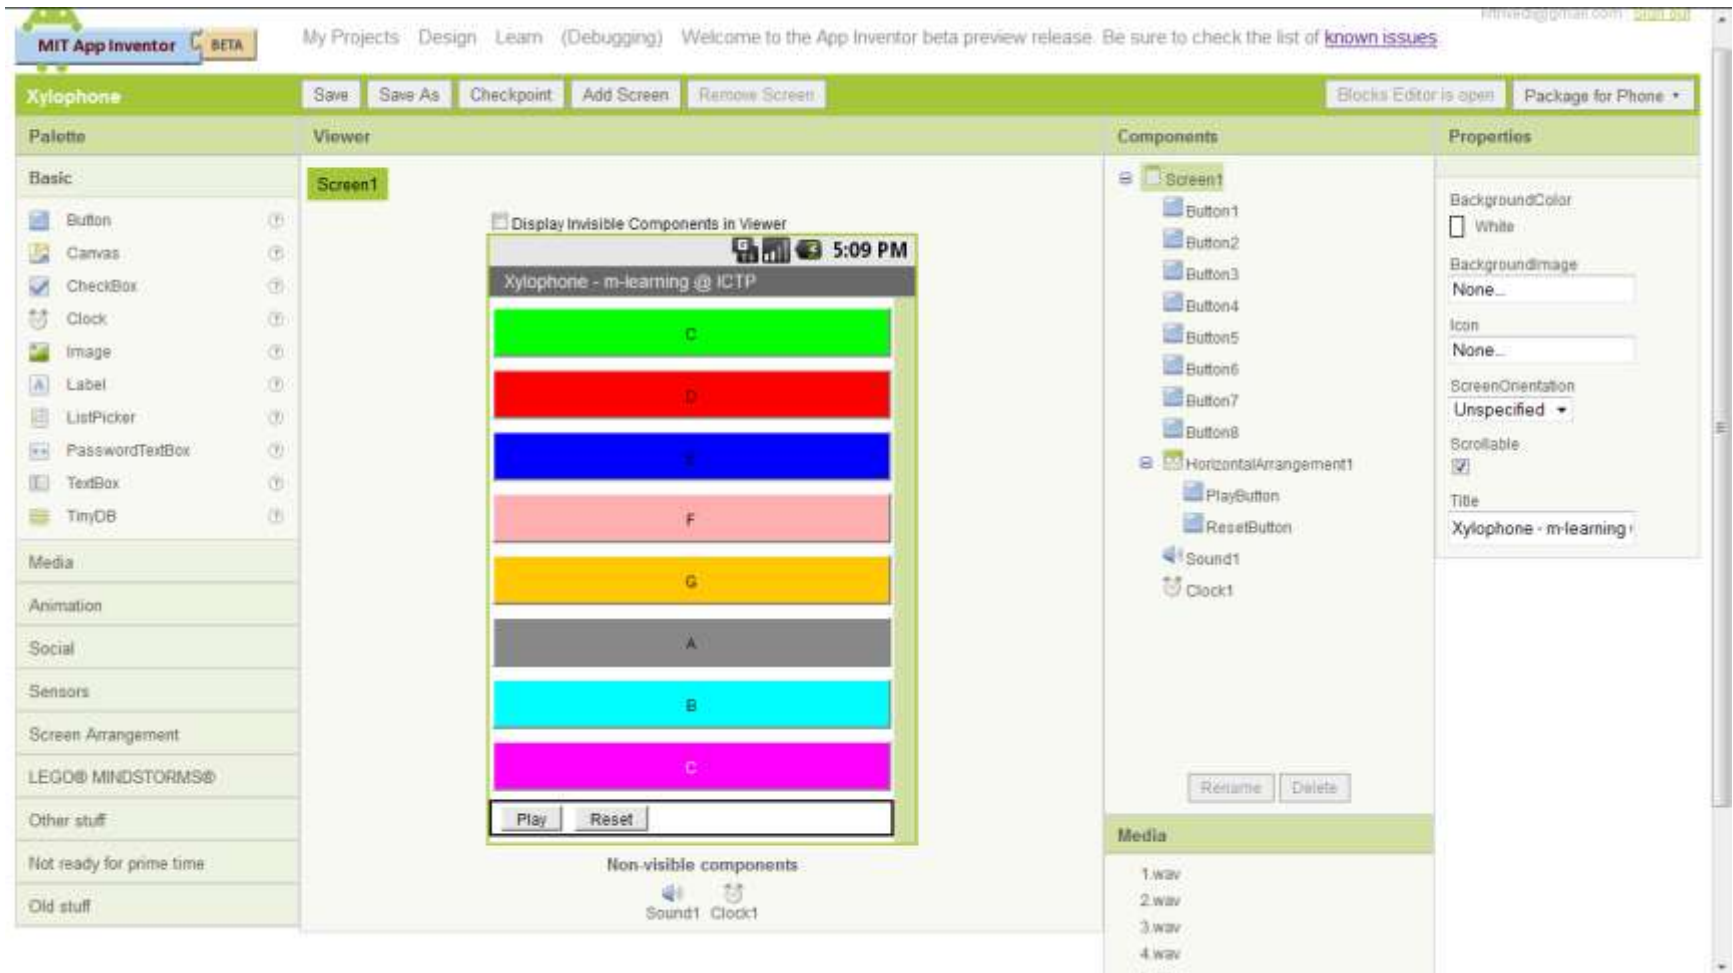 Sign out
MIT App Inventor BETA
My Projects Design Learn (Debugging) Welcome to the App Inventor beta preview release. Be sure to check the list of known issues
Xylophone
Save Save As Checkpoint Add Screen Remove Screen Blocks Editor is open Package for Phone
Palette
Viewer
Components
Properties
Basic
Button
Canvas
CheckBox
Clock
Image
Label
ListPicker
PasswordTextBox
TextBox
TinyDB
Media
Animation
Social
Sensors
Screen Arrangement
LEGO® MINDSTORMS®
Other stuff
Not ready for prime time
Old stuff
Screen1
Display Invisible Components in Viewer
5:09 PM
Xylophone - m-learning @ ICTP
C
D
E
F
G
A
B
C
Play Reset
Non-visible components
Sound1 Clock1
Screen1
Button1
Button2
Button3
Button4
Button5
Button6
Button7
Button8
HorizontalArrangement1
PlayButton
ResetButton
Sound1
Clock1
Rename Delete
Media
1.wav
2.wav
3.wav
4.wav
BackgroundColor
White
BackgroundImage
None...
Icon
None...
ScreenOrientation
Unspecified
Scrollable
Title
Xylophone - m-learning